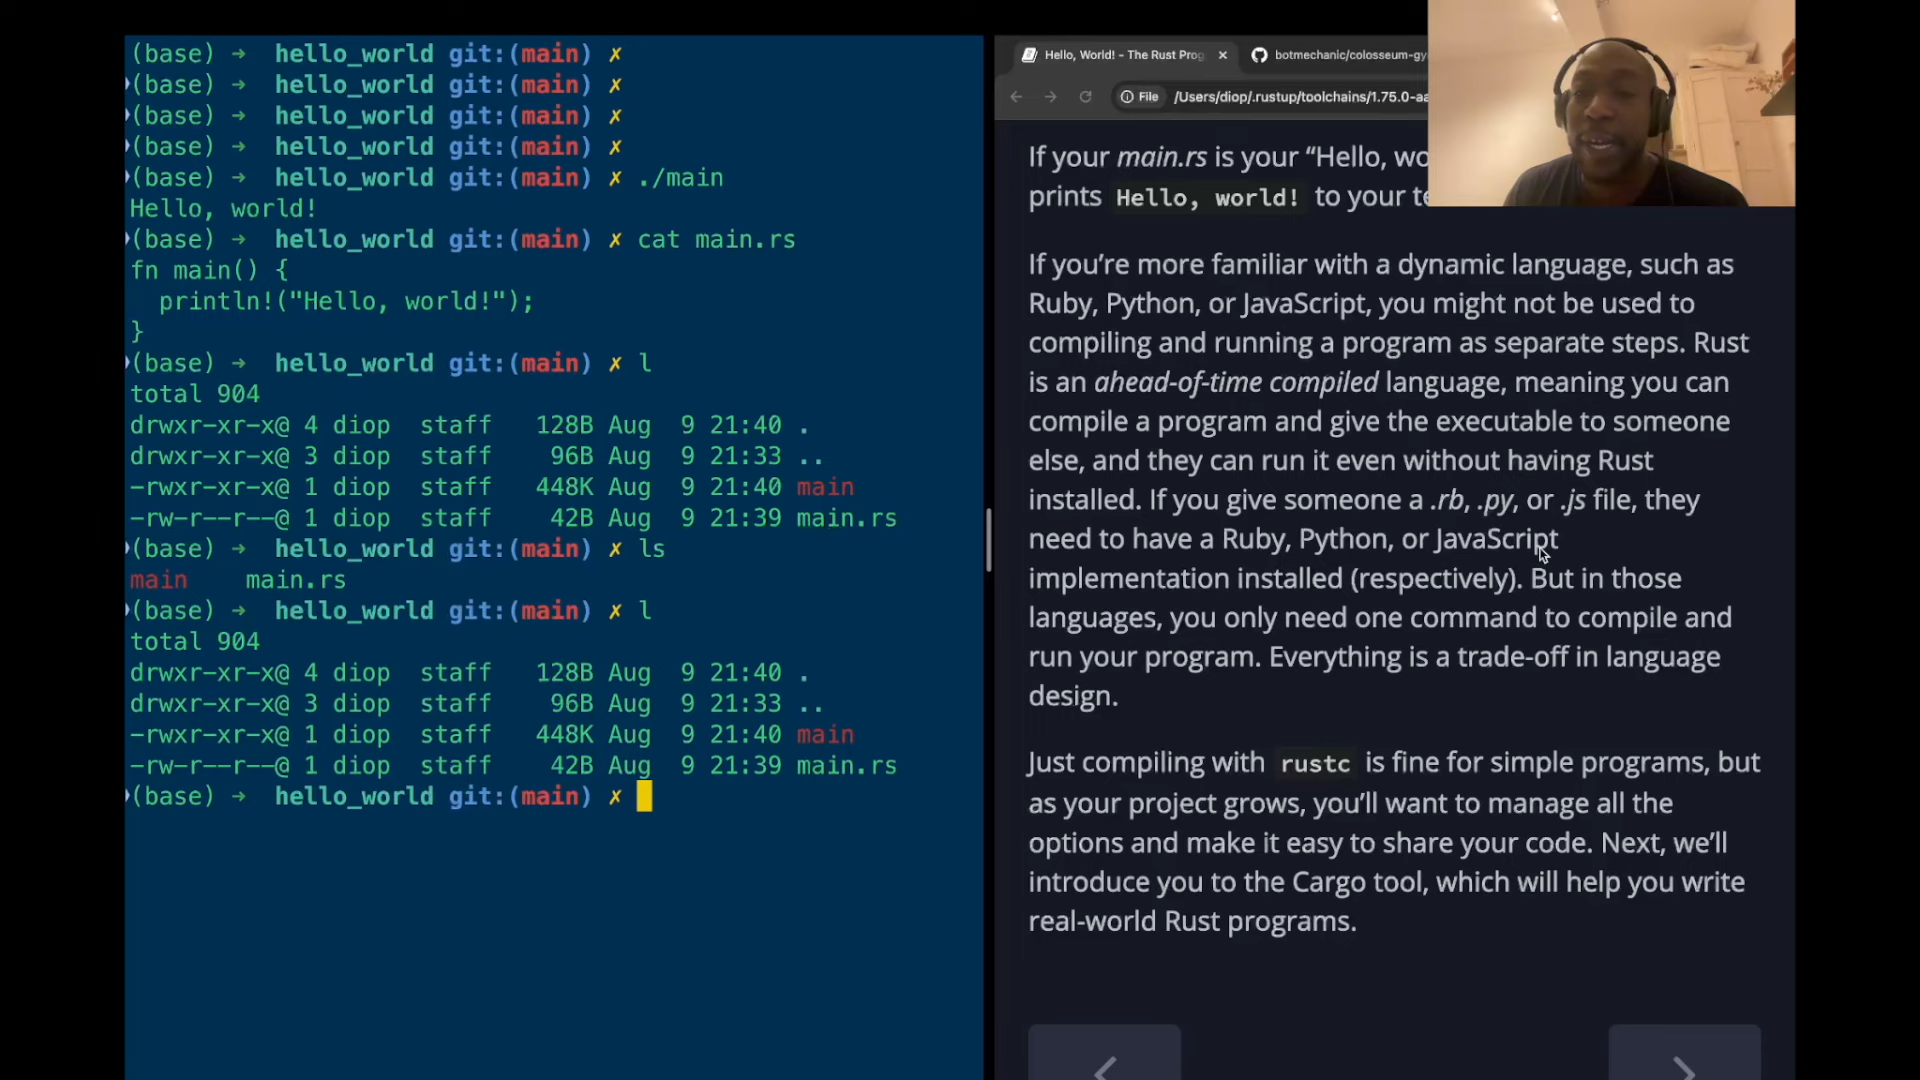 (base) → hello_world git:(main) ✗
(base) → hello_world git:(main) ✗
(base) → hello_world git:(main) ✗
(base) → hello_world git:(main) ✗
(base) → hello_world git:(main) ✗ ./main
Hello, world!
(base) → hello_world git:(main) ✗ cat main.rs
fn main() {
  println!("Hello, world!");
}
(base) → hello_world git:(main) ✗ l
total 904
drwxr-xr-x@ 4 diop  staff   128B Aug  9 21:40 .
drwxr-xr-x@ 3 diop  staff    96B Aug  9 21:33 ..
-rwxr-xr-x@ 1 diop  staff   448K Aug  9 21:40 main
-rw-r--r--@ 1 diop  staff    42B Aug  9 21:39 main.rs
(base) → hello_world git:(main) ✗ ls
main    main.rs
(base) → hello_world git:(main) ✗ l
total 904
drwxr-xr-x@ 4 diop  staff   128B Aug  9 21:40 .
drwxr-xr-x@ 3 diop  staff    96B Aug  9 21:33 ..
-rwxr-xr-x@ 1 diop  staff   448K Aug  9 21:40 main
-rw-r--r--@ 1 diop  staff    42B Aug  9 21:39 main.rs
(base) → hello_world git:(main) ✗
Hello, World! - The Rust Prog
botmechanic/colosseum-gy
File /Users/diop/.rustup/toolchains/1.75.0-aa
If your main.rs is your “Hello, wo
prints Hello, world! to your te
If you’re more familiar with a dynamic language, such as
Ruby, Python, or JavaScript, you might not be used to
compiling and running a program as separate steps. Rust
is an ahead-of-time compiled language, meaning you can
compile a program and give the executable to someone
else, and they can run it even without having Rust
installed. If you give someone a .rb, .py, or .js file, they
need to have a Ruby, Python, or JavaScript
implementation installed (respectively). But in those
languages, you only need one command to compile and
run your program. Everything is a trade-off in language
design.
Just compiling with rustc is fine for simple programs, but
as your project grows, you’ll want to manage all the
options and make it easy to share your code. Next, we’ll
introduce you to the Cargo tool, which will help you write
real-world Rust programs.